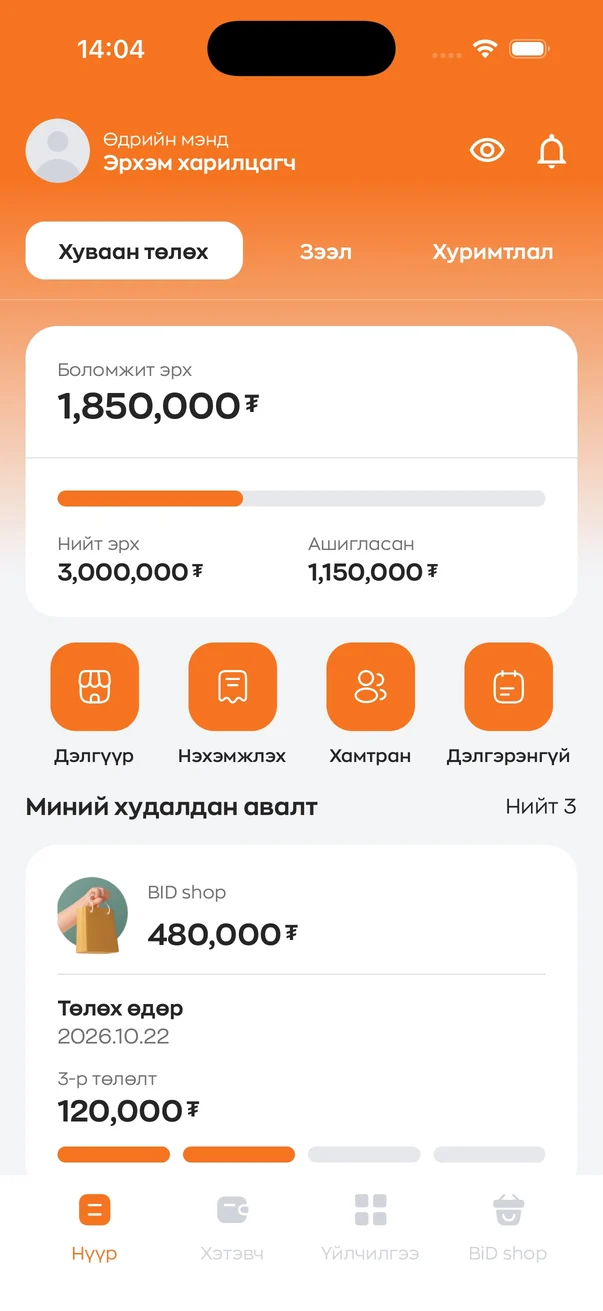 14:04
Өдрийн мэнд
Эрхэм харилцагч
Хуваан төлөх
Зээл
Хуримтлал
Боломжит эрх
1,850,000₮
Нийт эрх
Ашигласан
3,000,000₮
1,150,000₮
Дэлгүүр
Нэхэмжлэх
Хамтран
Дэлгэрэнгүй
Миний худалдан авалт
Нийт 3
BID shop
480,000₮
Төлөх өдөр
2026.10.22
3-р төлөлт
120,000₮
Нүүр
Хэтэвч
Үйлчилгээ
BiD shop